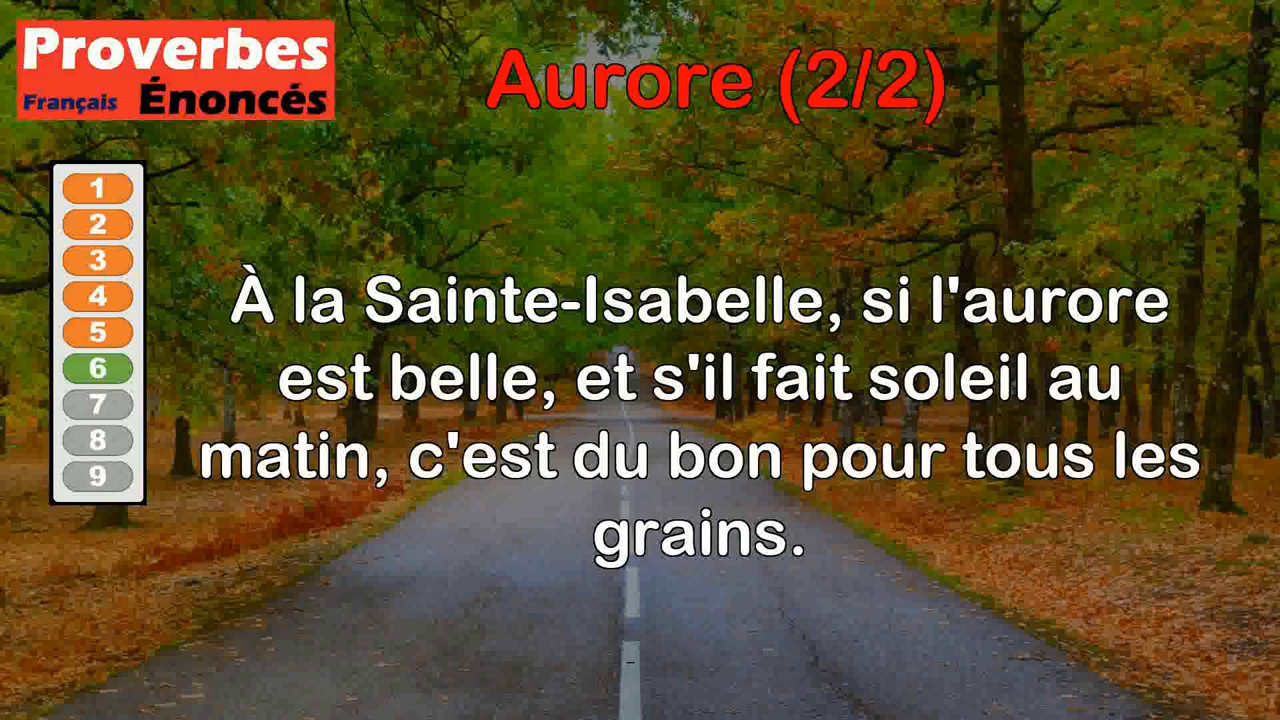 Proverbes
Français Énoncés
Aurore (2/2)
1
2
3
4
5
6
7
8
9
À la Sainte-Isabelle, si l'aurore
est belle, et s'il fait soleil au
matin, c'est du bon pour tous les
grains.